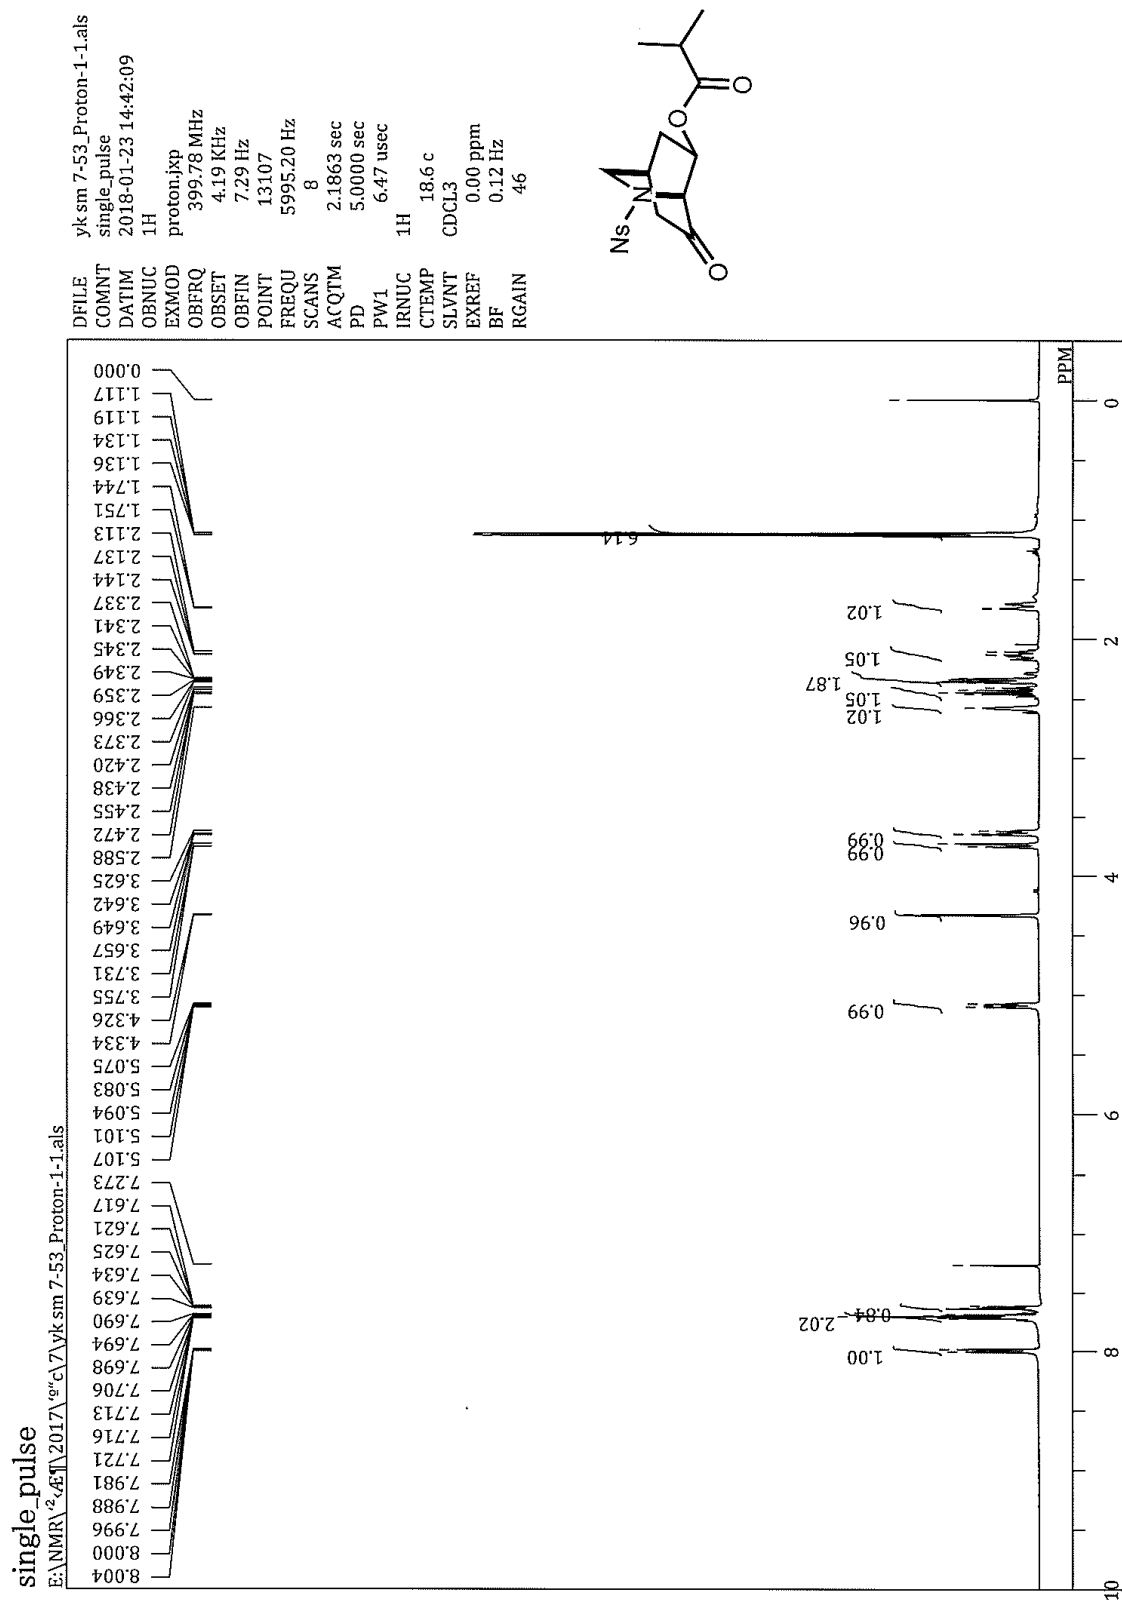 single_pulse
E:\NMR\'²‹Æ¶\2017\'º"c\7\yk sm 7-53_Proton-1-1.als
DFILE yk sm 7-53_Proton-1-1.als
COMNT single_pulse
DATIM 2018-01-23 14:42:09
OBNUC 1H
EXMOD proton.jxp
OBFRQ 399.78 MHz
OBSET 4.19 KHz
OBFIN 7.29 Hz
POINT 13107
FREQU 5995.20 Hz
SCANS 8
ACQTM 2.1863 sec
PD 5.0000 sec
PW1 6.47 usec
IRNUC 1H
CTEMP 18.6 c
SLVNT CDCL3
EXREF 0.00 ppm
BF 0.12 Hz
RGAIN 46
Ns
N
O
O
O
8.004
8.000
7.996
7.988
7.981
7.721
7.716
7.713
7.706
7.698
7.694
7.690
7.639
7.634
7.625
7.621
7.617
7.273
5.107
5.101
5.094
5.083
5.075
4.334
4.326
3.755
3.731
3.657
3.649
3.642
3.625
2.588
2.472
2.455
2.438
2.420
2.373
2.366
2.359
2.349
2.345
2.341
2.337
2.144
2.137
2.113
1.751
1.744
1.136
1.134
1.119
1.117
0.000
1.00
2.02
0.84
0.99
0.96
0.99
0.99
1.02
1.05
1.87
1.05
1.02
6.14
PPM
10
8
6
4
2
0